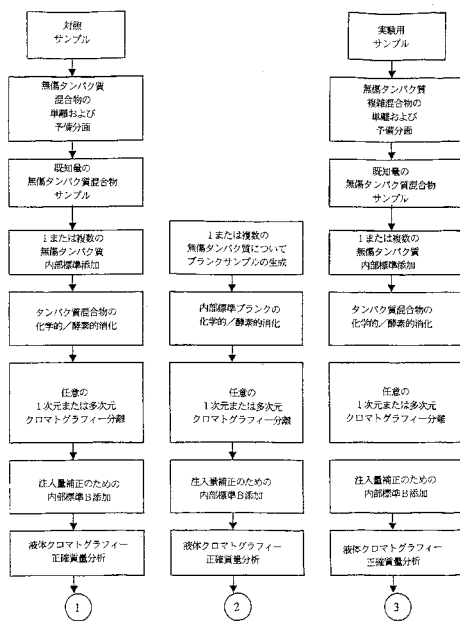 対照
サンプル
無傷タンパク質
混合物の
単離および
予備分画
既知量の
無傷タンパク質混合物
サンプル
1または複数の
無傷タンパク質
内部標準添加
タンパク質混合物の
化学的/酵素的消化
任意の
1次元または多次元
クロマトグラフィー分離
注入量補正のための
内部標準B添加
液体クロマトグラフィー
正確質量分析
1
1または複数の
無傷タンパク質について
ブランクサンプルの生成
内部標準ブランクの
化学的/酵素的消化
任意の
1次元または多次元
クロマトグラフィー分離
注入量補正のための
内部標準B添加
液体クロマトグラフィー
正確質量分析
2
実験用
サンプル
無傷タンパク質
複雑混合物の
単離および
予備分画
既知量の
無傷タンパク質混合物
サンプル
1または複数の
無傷タンパク質
内部標準添加
タンパク質混合物の
化学的/酵素的消化
任意の
1次元または多次元
クロマトグラフィー分離
注入量補正のための
内部標準B添加
液体クロマトグラフィー
正確質量分析
3